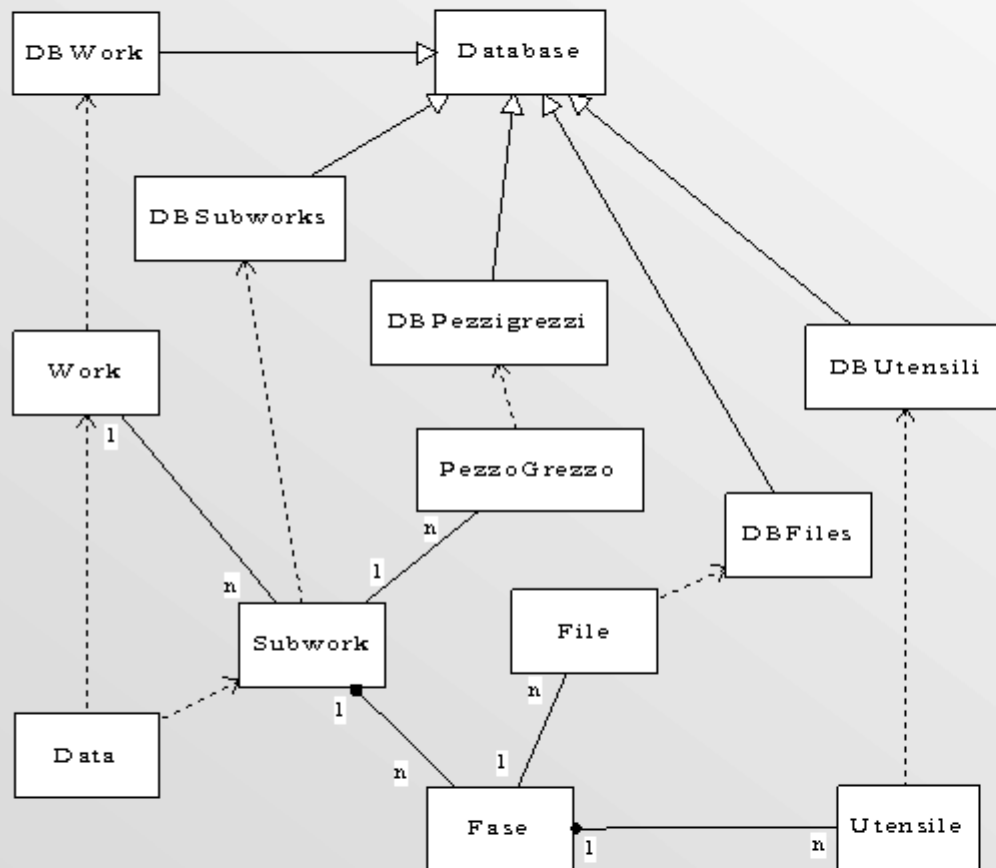 DBWork
Database
DBSubworks
DBPezzigrezzi
Work
DBUtensili
1
PezzoGrezzo
n
DBFiles
1
n
File
Subwork
n
1
Data
1
n
Fase
1
n
Utensile